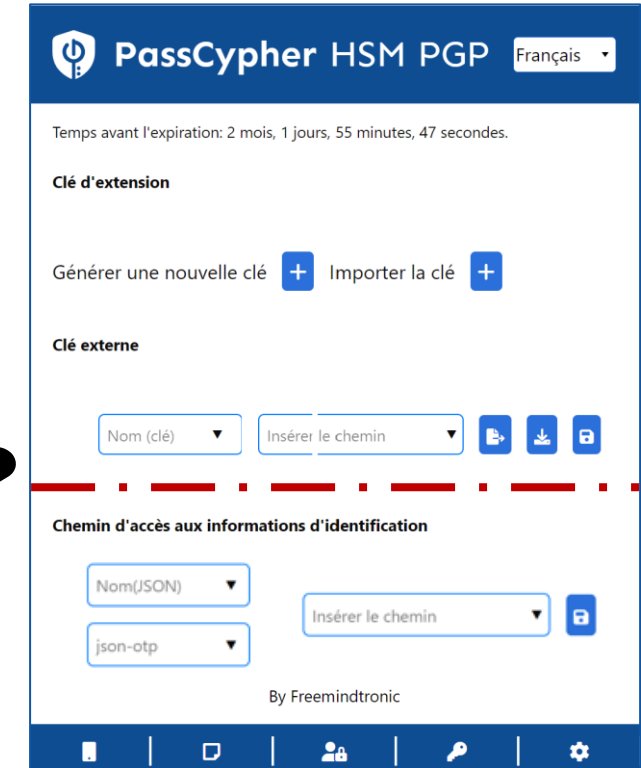 PassCypher HSM PGP Français
Temps avant l'expiration: 2 mois, 1 jours, 55 minutes, 47 secondes.
Clé d'extension
Générer une nouvelle clé + Importer la clé +
Clé externe
Nom (clé) Insérer le chemin
Chemin d'accès aux informations d'identification
Nom(JSON)
Insérer le chemin
json-otp
By Freemindtronic